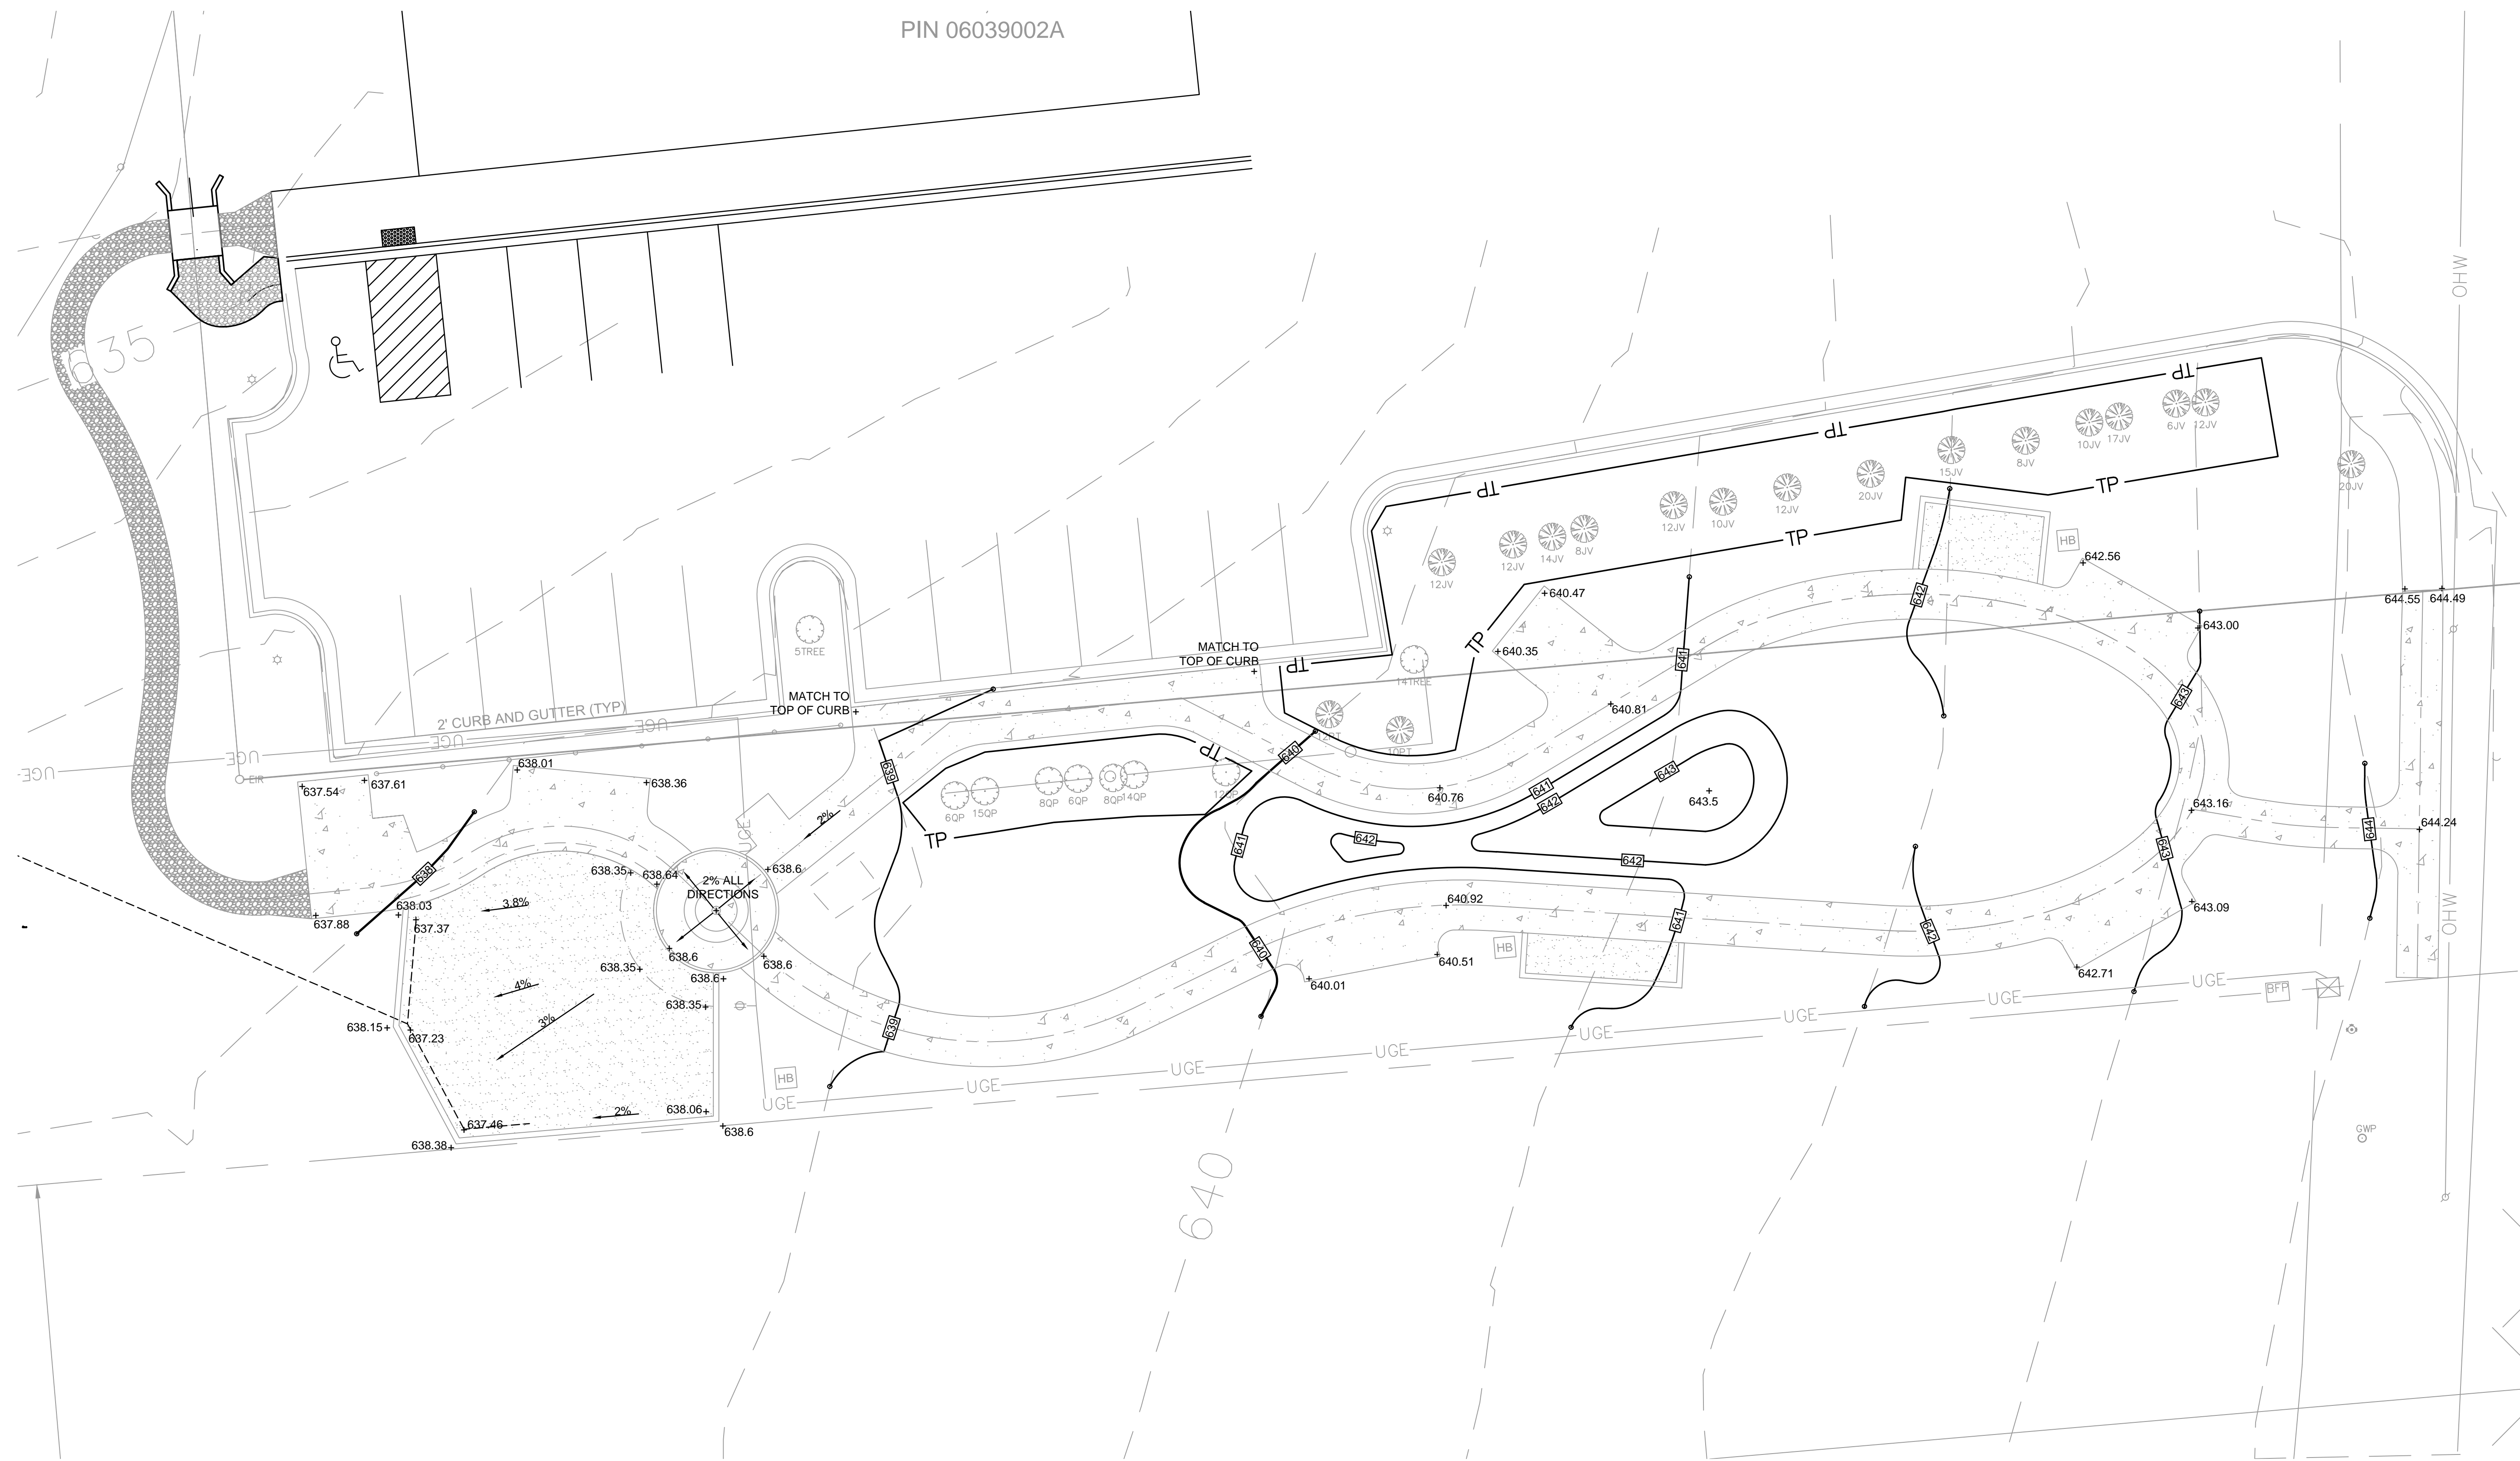 PIN 06039002A
OHW
635
TP
TP
6JV
12JV
10JV
17JV
TP
8JV
15JV
20JV
20JV
TP
TP
12JV
10JV
12JV
TP
HB
642.56
8JV
14JV
12JV
12JV
642
640.47
644.55
644.49
5TREE
643.00
MATCH TO
TOP OF CURB
TP
TP
640.35
641
14TREE
643
MATCH TO
TOP OF CURB
2' CURB AND GUTTER (TYP)
640.81
12PT
10PT
UGE
UGE
UGE
UGE
EIR
TP
640
637.54
637.61
638.01
638.36
639
6QP
15QP
8QP
6QP
8QP
14QP
12QP
640.76
641
642
643
643.5
643.16
644.24
644
2%
UGE
TP
641
642
642
643
638
638.35
638.64
638.6
2% ALL
DIRECTIONS
3.8%
637.88
638.03
637.37
640.92
641
642
643.09
OHW
638.6
638.35
638.6
638.6
640
HB
640.51
640.01
642.71
UGE
BFP
4%
638.35
3%
638.15
637.23
639
UGE
UGE
UGE
UGE
UGE
UGE
UGE
HB
UGE
2%
638.06
637.46
638.38
638.6
GWP
640